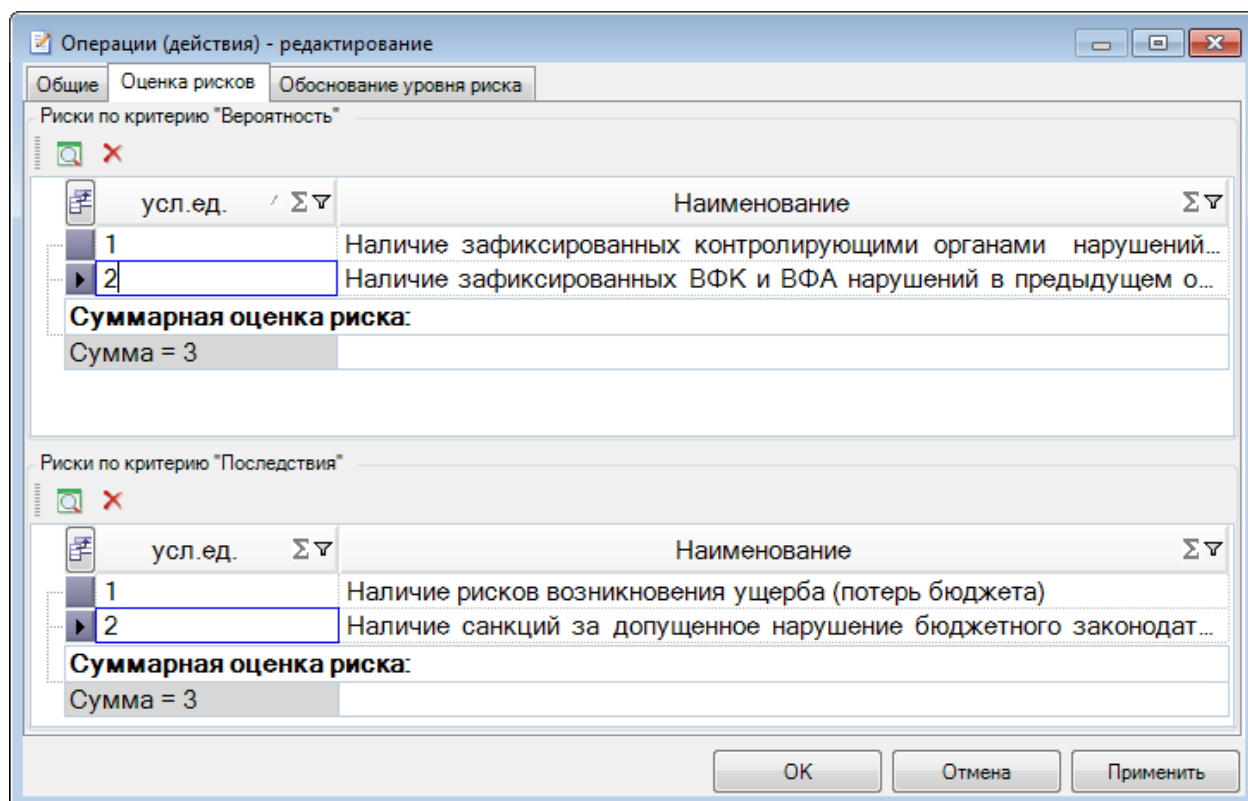 Операции (действия) - редактирование
Общие Оценка рисков Обоснование уровня риска
Риски по критерию "Вероятность"
усл.ед. Σ Наименование Σ
1 Наличие зафиксированных контролирующими органами нарушений...
2 Наличие зафиксированных ВФК и ВФА нарушений в предыдущем о...
Суммарная оценка риска:
Сумма = 3
Риски по критерию "Последствия"
усл.ед. Σ Наименование Σ
1 Наличие рисков возникновения ущерба (потерь бюджета)
2 Наличие санкций за допущенное нарушение бюджетного законодат...
Суммарная оценка риска:
Сумма = 3
OK Отмена Применить